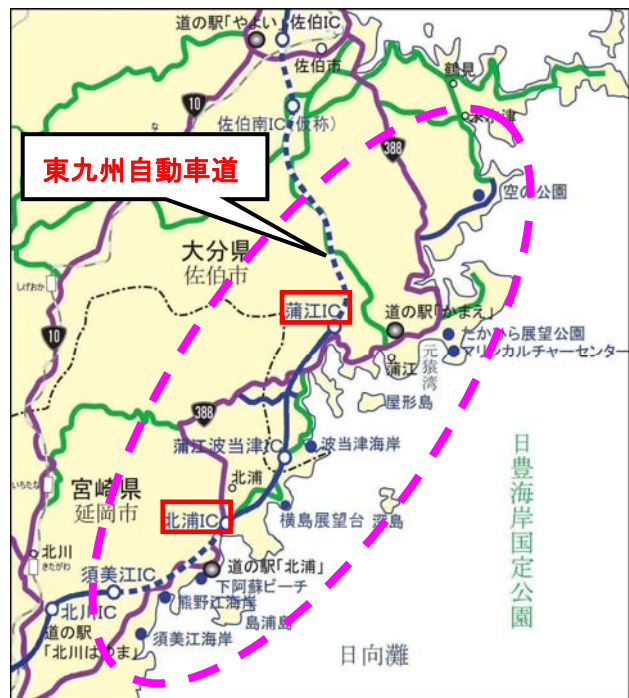 道の駅「やよい」
佐伯IC
佐伯市
鶴見
10
佐伯南IC(仮称)
388
東九州自動車道
空の公園
大分県
佐伯市
しげおか
蒲江IC
道の駅「かまえ」
10
たかひら展望公園
マリンカルチャーセンター
蒲江
元猿湾
屋形島
388
蒲江波当津IC
波当津海岸
いちたな
宮崎県
延岡市
北浦
北浦IC
横島展望台
深島
日豊海岸国定公園
北川
きたがわ
須美江IC
道の駅「北浦」
下阿蘇ビーチ
北川IC
熊野江海岸
島浦島
道の駅
「北川はゆま」
須美江海岸
日向灘